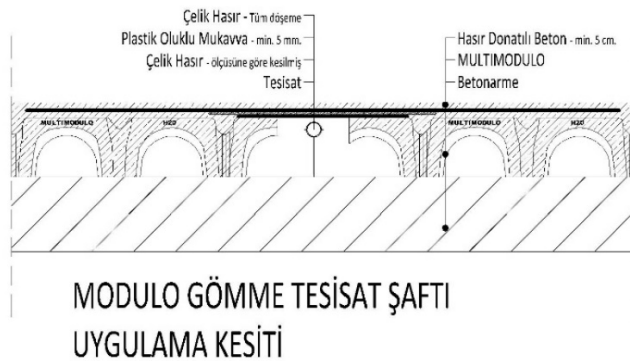 Çelik Hasır - Tüm döşeme
Plastik Oluklu Mukavva - min. 5 mm.
Çelik Hasır - ölçüsüne göre kesilmiş
Tesisat
Hasır Donatılı Beton - min. 5 cm.
MULTIMODULO
Betonarme
MULTIMODULO H20 MULTIMODULO H20
MODULO GÖMME TESİSAT ŞAFTI
UYGULAMA KESİTİ